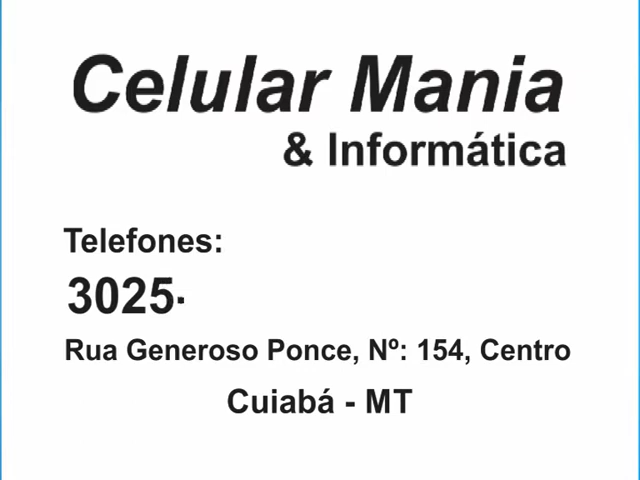 Celular Mania
& Informática
Telefones:
3025-
Rua Generoso Ponce, Nº: 154, Centro
Cuiabá - MT